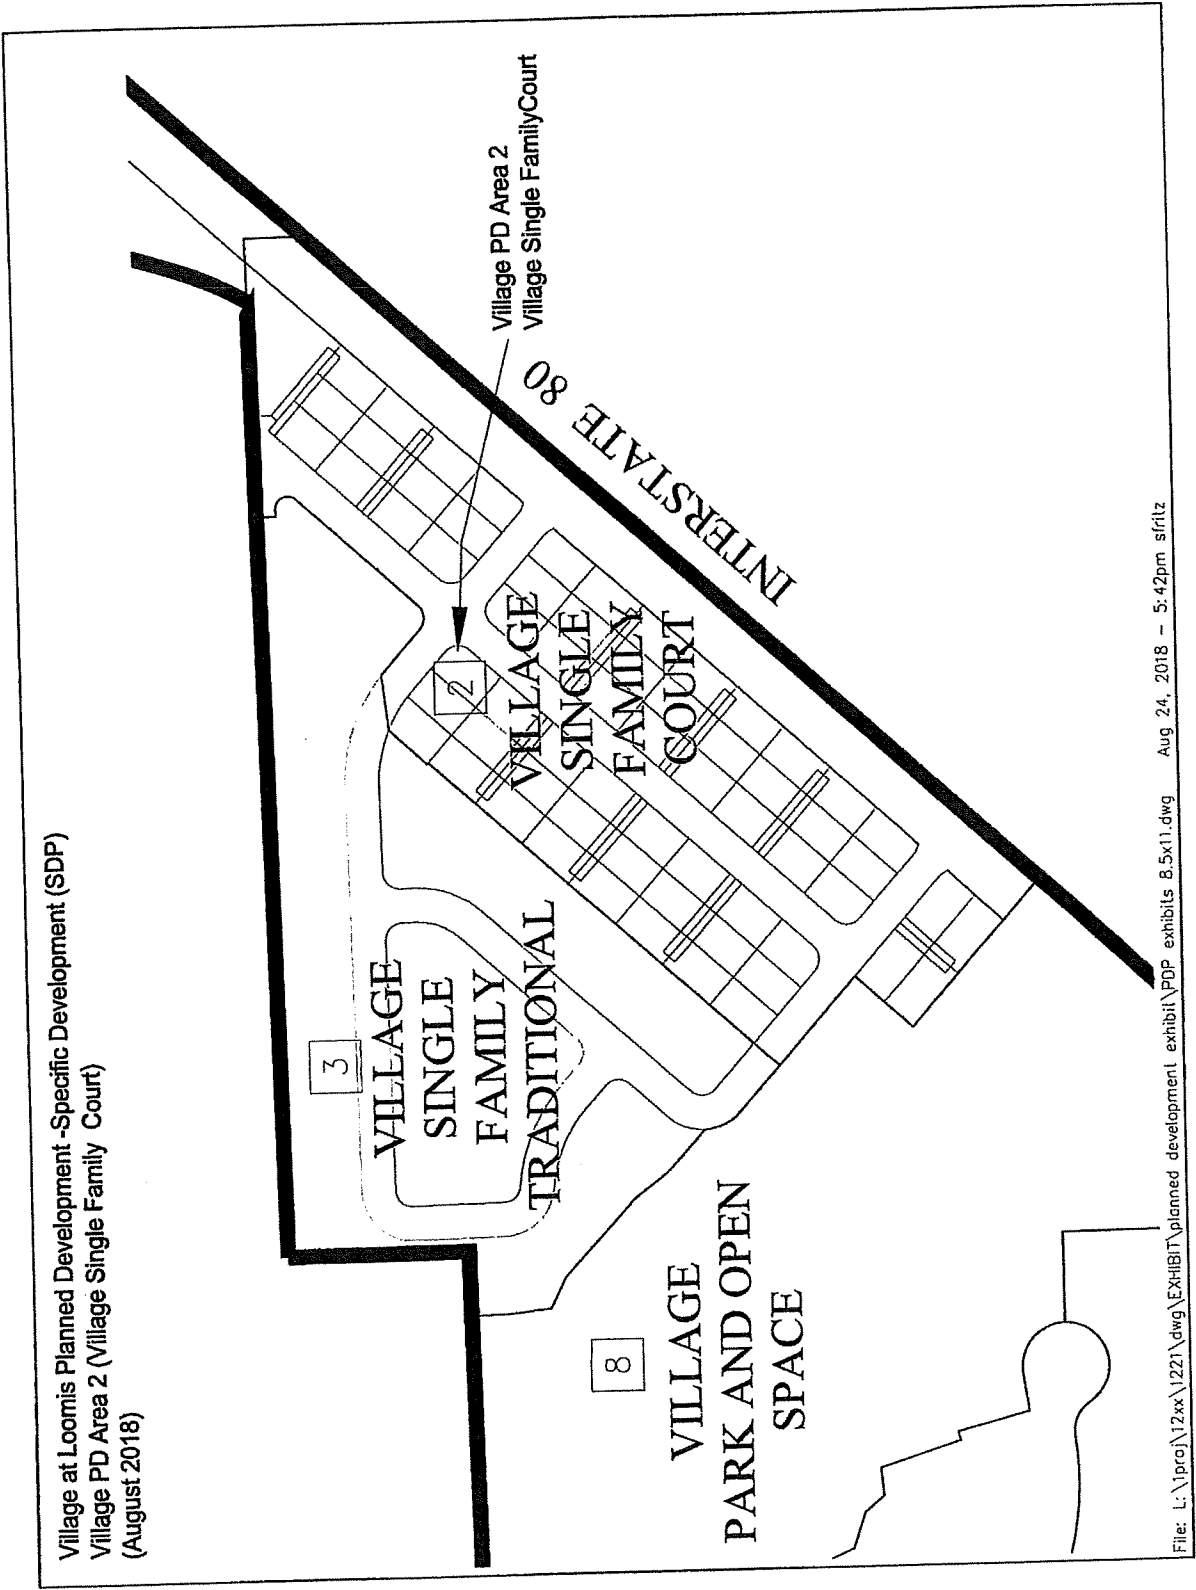 Village at Loomis Planned Development -Specific Development (SDP)
Village PD Area 2 (Village Single Family Court)
(August 2018)
Village PD Area 2
Village Single FamilyCourt
INTERSTATE 80
2
VILLAGE
SINGLE
FAMILY
COURT
3
VILLAGE
SINGLE
FAMILY
TRADITIONAL
8
VILLAGE
PARK AND OPEN
SPACE
File: L:\1proj\12xx\1221\dwg\EXHIBIT\planned development exhibit\PDP exhibits 8.5x11.dwg Aug 24, 2018 - 5:42pm sfritz